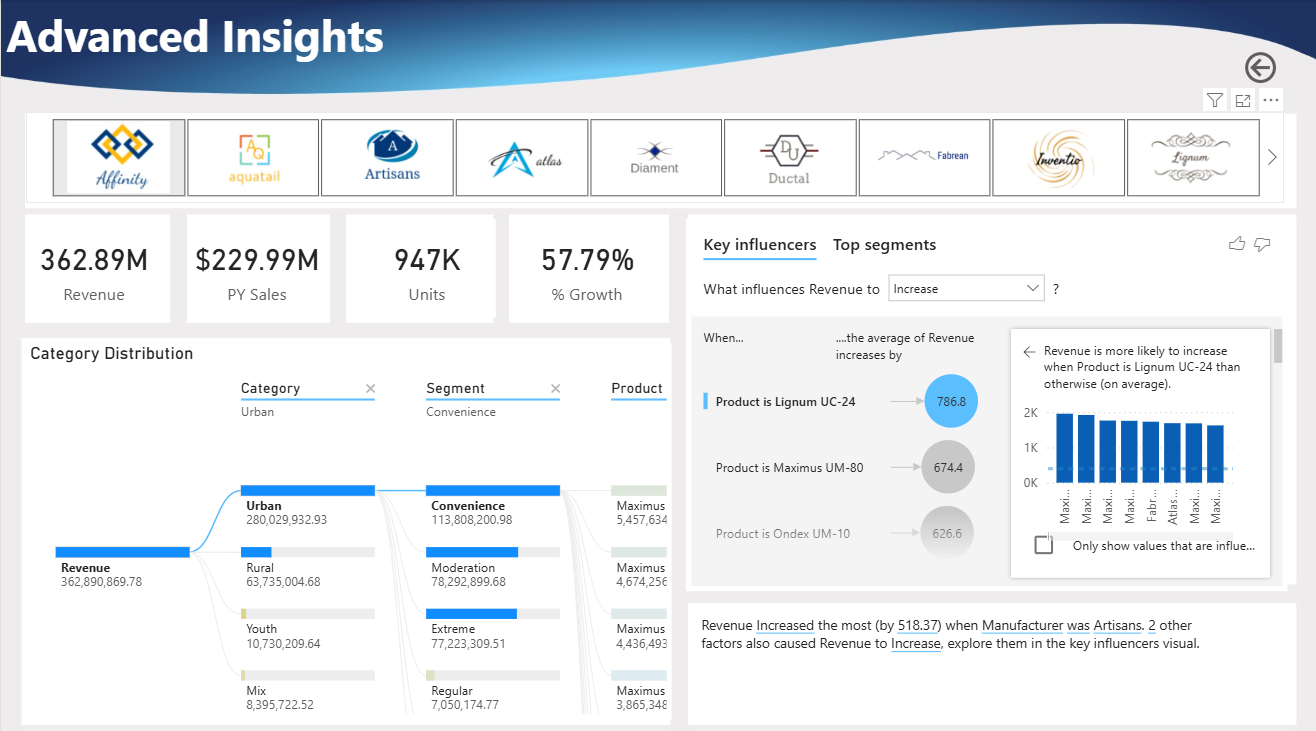 Advanced Insights
Affinity
AQ
aquatail
A
Artisans
atlas
Diament
DU
Ductal
Fabrean
Inventio
Lignum
362.89M
Revenue
$229.99M
PY Sales
947K
Units
57.79%
% Growth
Key influencers
Top segments
What influences Revenue to
Increase
?
When...
....the average of Revenue
increases by
Product is Lignum UC-24
786.8
Product is Maximus UM-80
674.4
Product is Ondex UM-10
626.6
Revenue is more likely to increase
when Product is Lignum UC-24 than
otherwise (on average).
2K
1K
0K
Maxi...
Maxi...
Maxi...
Maxi...
Fabr...
Atlas...
Maxi...
Maxi...
Only show values that are influe...
Category Distribution
Category
Urban
Segment
Convenience
Product
Revenue
362,890,869.78
Urban
280,029,932.93
Rural
63,735,004.68
Youth
10,730,209.64
Mix
8,395,722.52
Convenience
113,808,200.98
Moderation
78,292,899.68
Extreme
77,223,309.51
Regular
7,050,174.77
Maximus
5,457,634
Maximus
4,674,256
Maximus
4,436,493
Maximus
3,865,348
Revenue Increased the most (by 518.37) when Manufacturer was Artisans. 2 other
factors also caused Revenue to Increase, explore them in the key influencers visual.